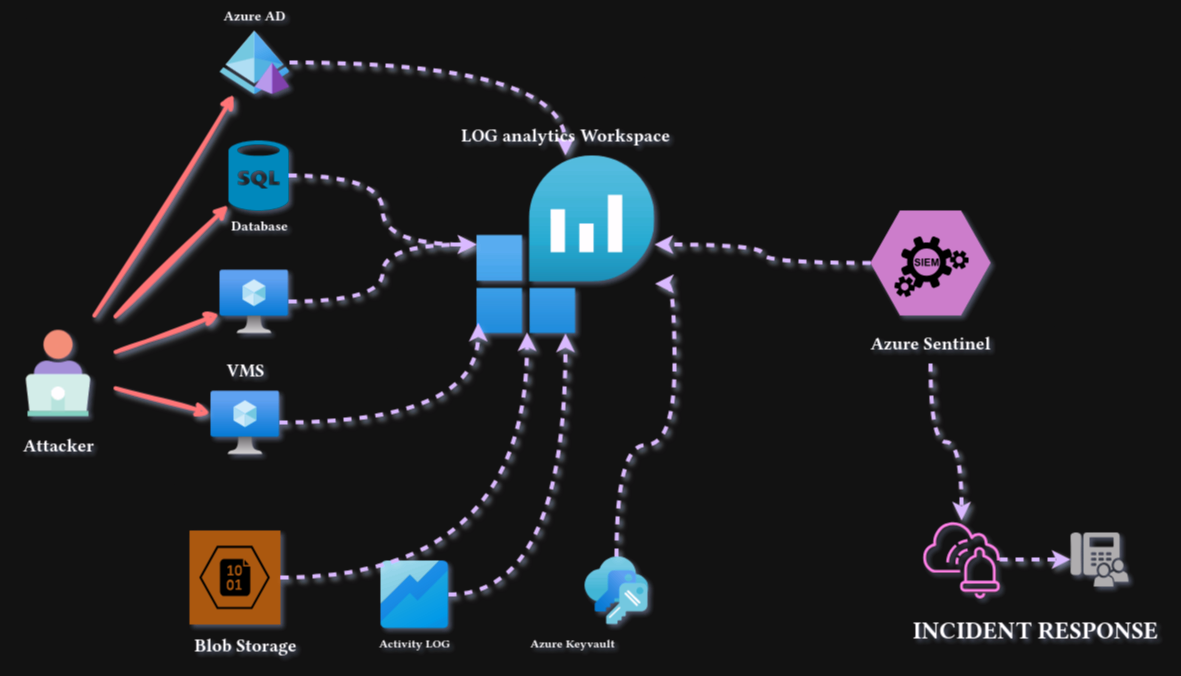 Azure AD
LOG analytics Workspace
SQL
Database
SIEM
Azure Sentinel
VMS
Attacker
10
01
Blob Storage
Activity LOG
Azure Keyvault
INCIDENT RESPONSE